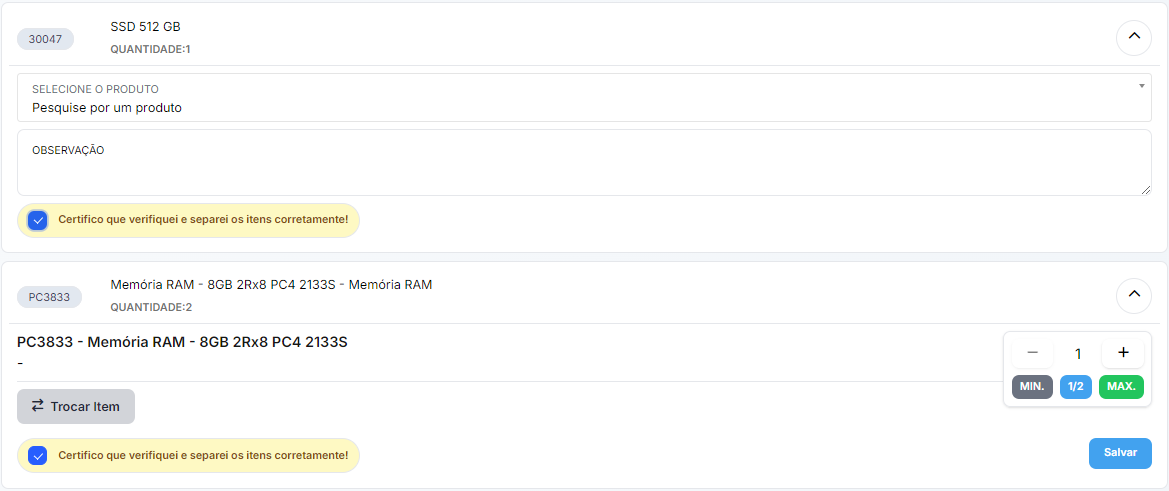 30047
SSD 512 GB
QUANTIDADE:1
SELECIONE O PRODUTO
Pesquise por um produto
OBSERVAÇÃO
Certifico que verifiquei e separei os itens corretamente!
PC3833
Memória RAM - 8GB 2Rx8 PC4 2133S - Memória RAM
QUANTIDADE:2
PC3833 - Memória RAM - 8GB 2Rx8 PC4 2133S
-
− 1 +
MIN. 1/2 MAX.
Trocar Item
Certifico que verifiquei e separei os itens corretamente!
Salvar